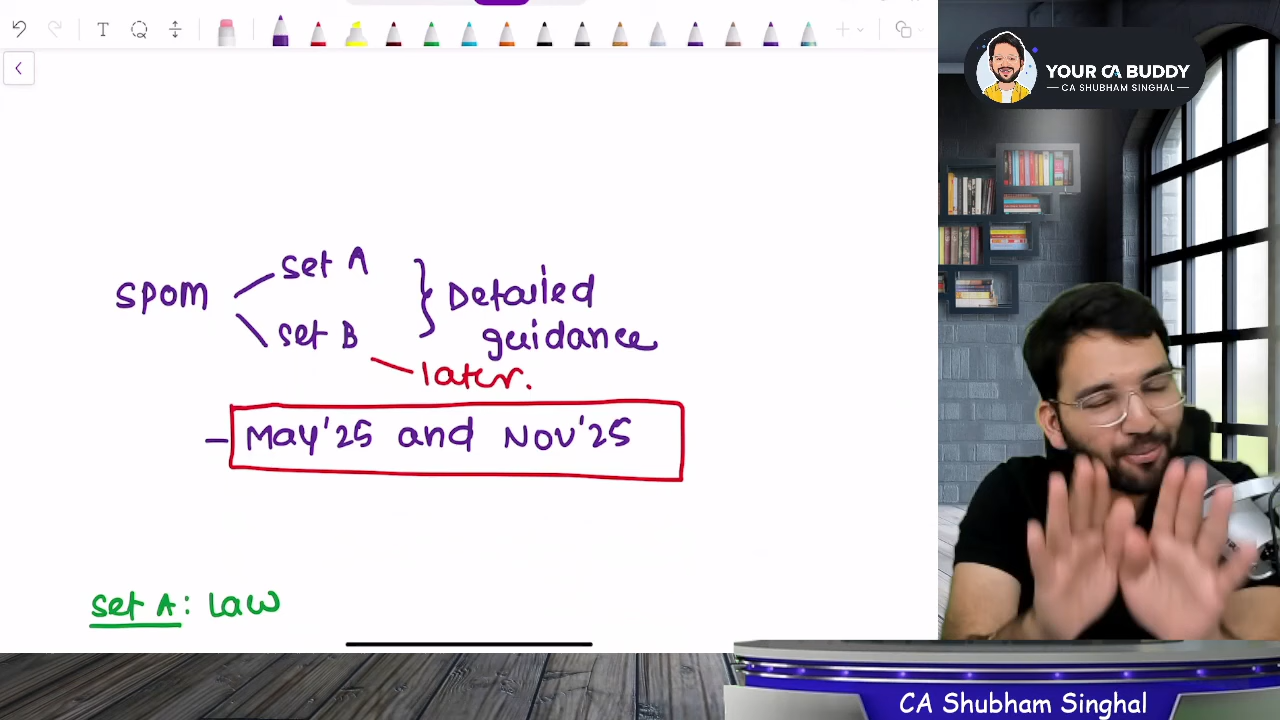 YOUR CA BUDDY
CA SHUBHAM SINGHAL
T
SPOM
Set A
Set B
} Detailed
guidance
later.
- May'25 and Nov'25
Set A: Law
CA Shubham Singhal